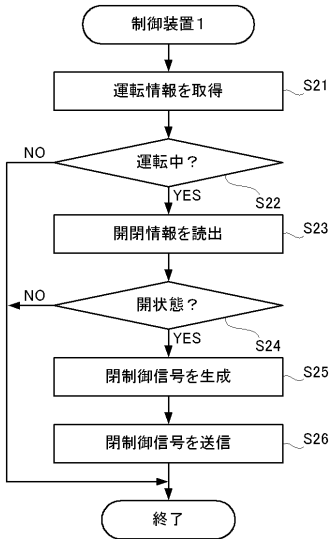 制御装置1
運転情報を取得
S21
運転中？
NO
YES
S22
開閉情報を読出
S23
開状態？
NO
YES
S24
閉制御信号を生成
S25
閉制御信号を送信
S26
終了